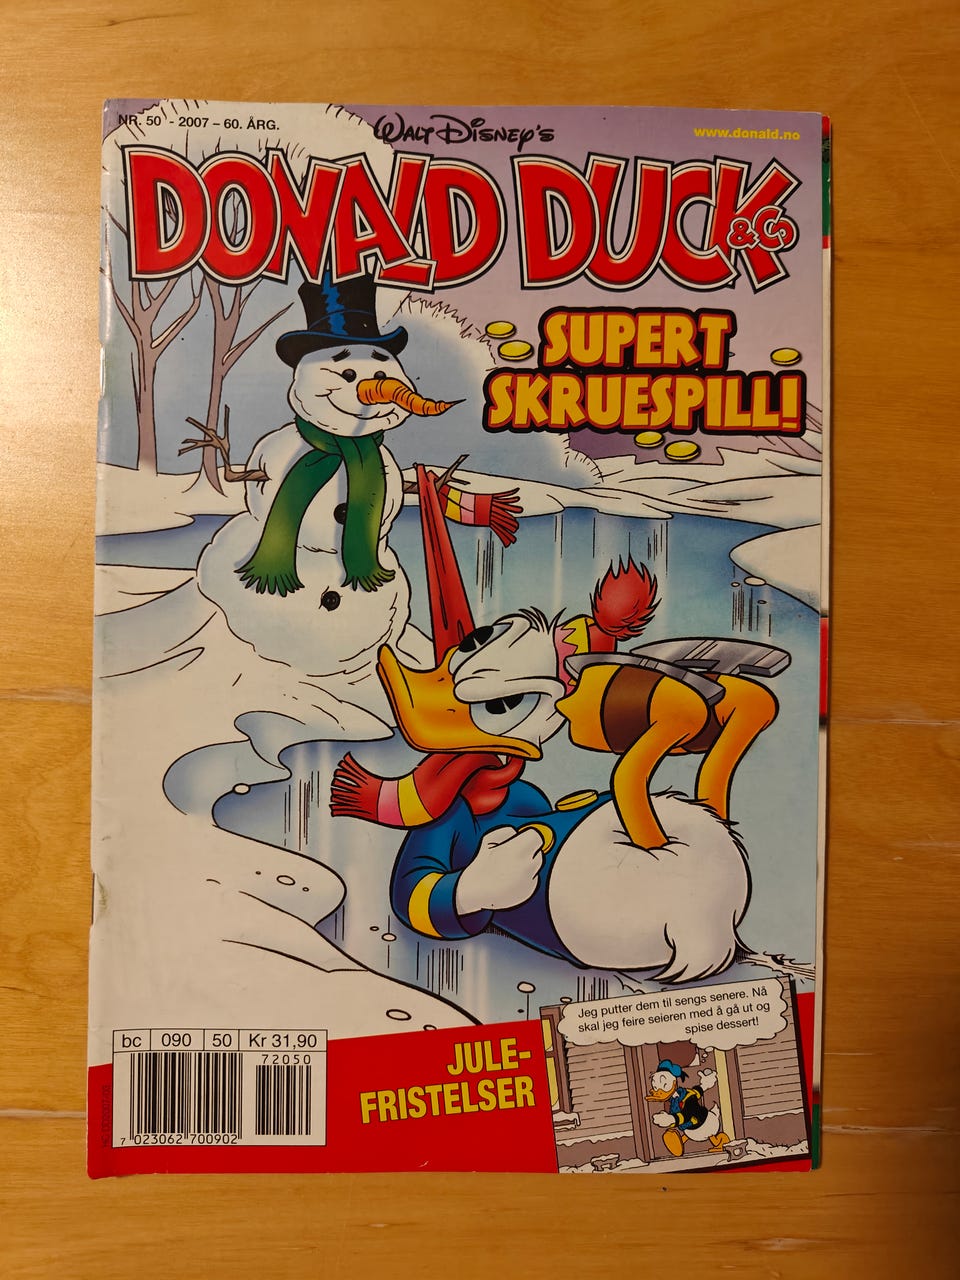 NR. 50 - 2007 – 60. ÅRG.
WALT DISNEY'S
www.donald.no
DONALD DUCK
&Co
SUPERT
SKRUESPILL!
Jeg putter dem til sengs senere. Nå
skal jeg feire seieren med å gå ut og
spise dessert!
JULE-
FRISTELSER
bc 090 50 Kr 31,90
72050
7 023062 700902